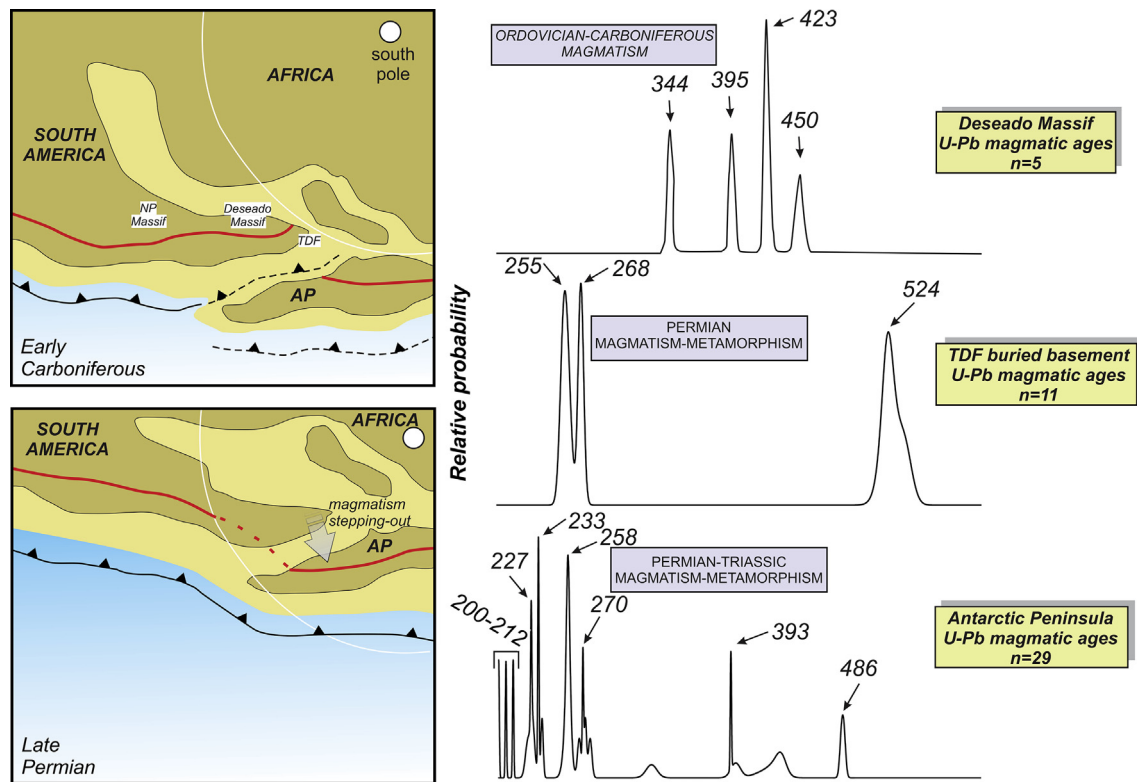 AFRICA
south
pole
SOUTH
AMERICA
NP
Massif
Deseado
Massif
TDF
AP
Early
Carboniferous
SOUTH
AMERICA
AFRICA
magmatism
stepping-out
AP
Late
Permian
Relative probability
ORDOVICIAN-CARBONIFEROUS
MAGMATISM
423
344
395
450
Deseado Massif
U-Pb magmatic ages
n=5
255
268
PERMIAN
MAGMATISM-METAMORPHISM
524
TDF buried basement
U-Pb magmatic ages
n=11
233
258
227
270
200-212
PERMIAN-TRIASSIC
MAGMATISM-METAMORPHISM
393
486
Antarctic Peninsula
U-Pb magmatic ages
n=29